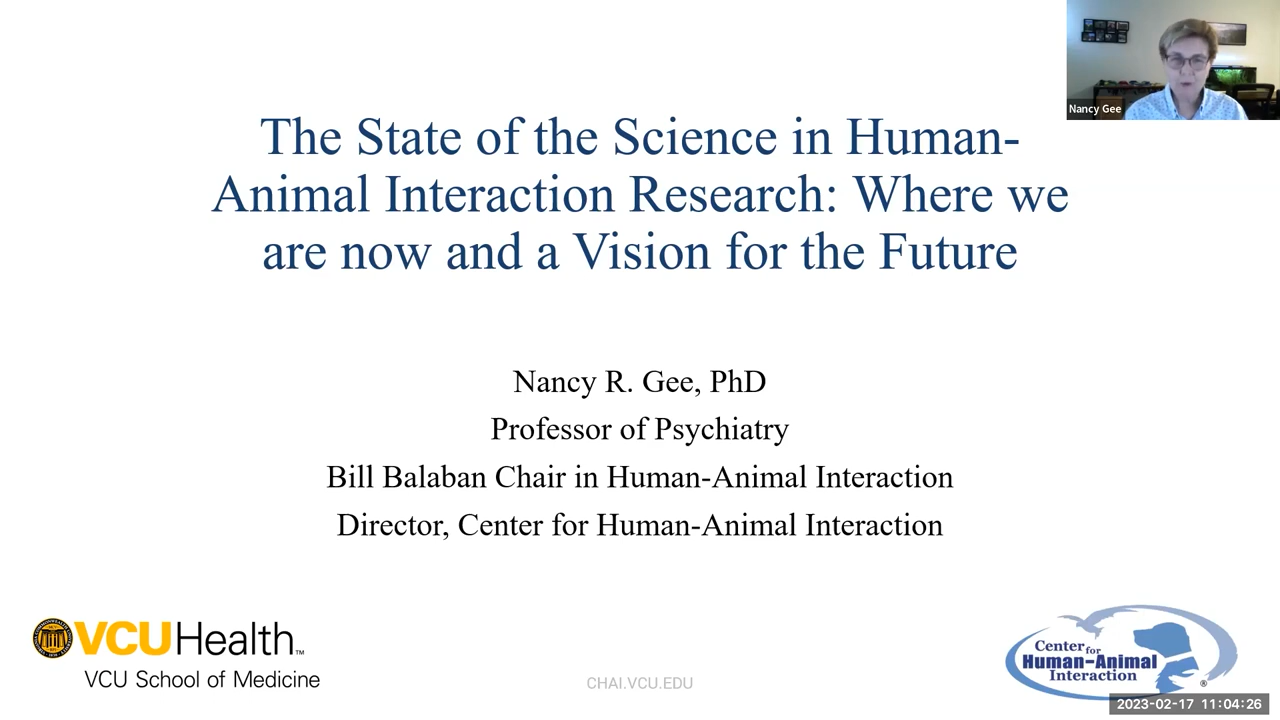 Nancy Gee
The State of the Science in Human-
Animal Interaction Research: Where we
are now and a Vision for the Future
Nancy R. Gee, PhD
Professor of Psychiatry
Bill Balaban Chair in Human-Animal Interaction
Director, Center for Human-Animal Interaction
VCU Health™
VCU School of Medicine
CHAI.VCU.EDU
Center for
Human-Animal
Interaction
®
2023-02-17 11:04:26